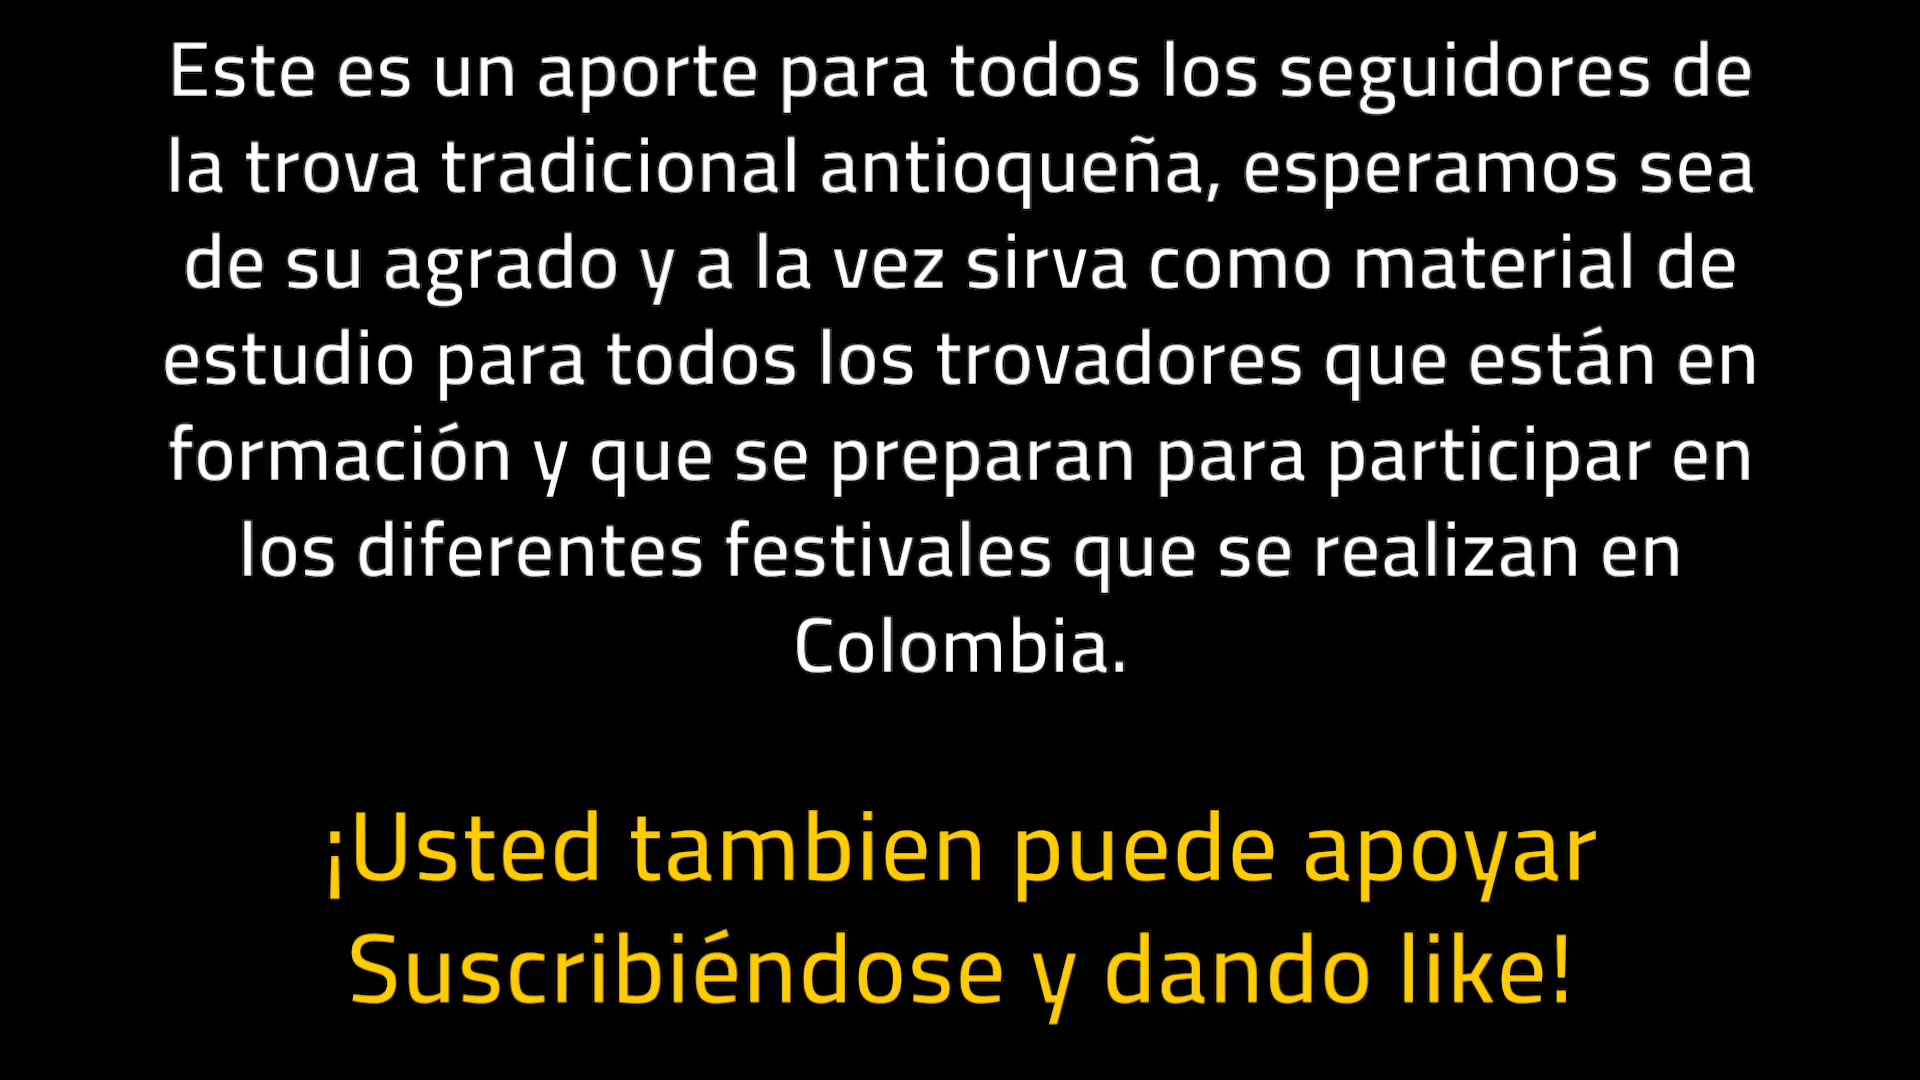 Este es un aporte para todos los seguidores de
la trova tradicional antioqueña, esperamos sea
de su agrado y a la vez sirva como material de
estudio para todos los trovadores que están en
formación y que se preparan para participar en
los diferentes festivales que se realizan en
Colombia.
¡Usted tambien puede apoyar
Suscribiéndose y dando like!